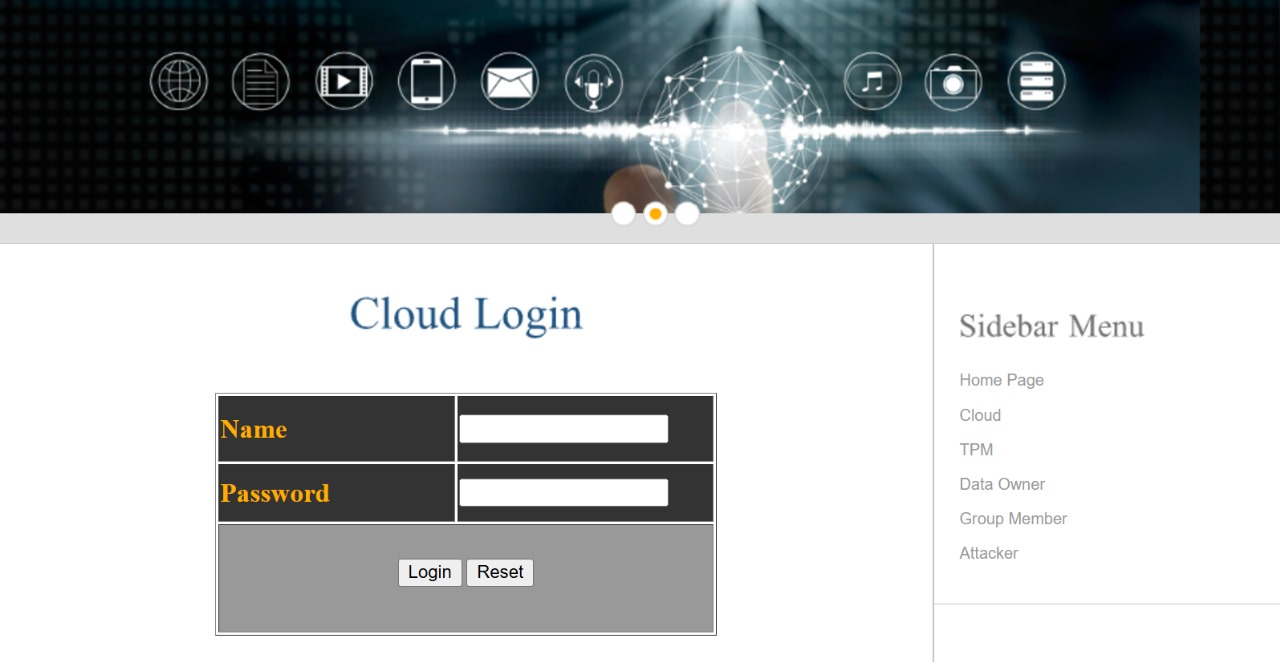 Cloud Login
Name
Password
Login Reset
Sidebar Menu
Home Page
Cloud
TPM
Data Owner
Group Member
Attacker